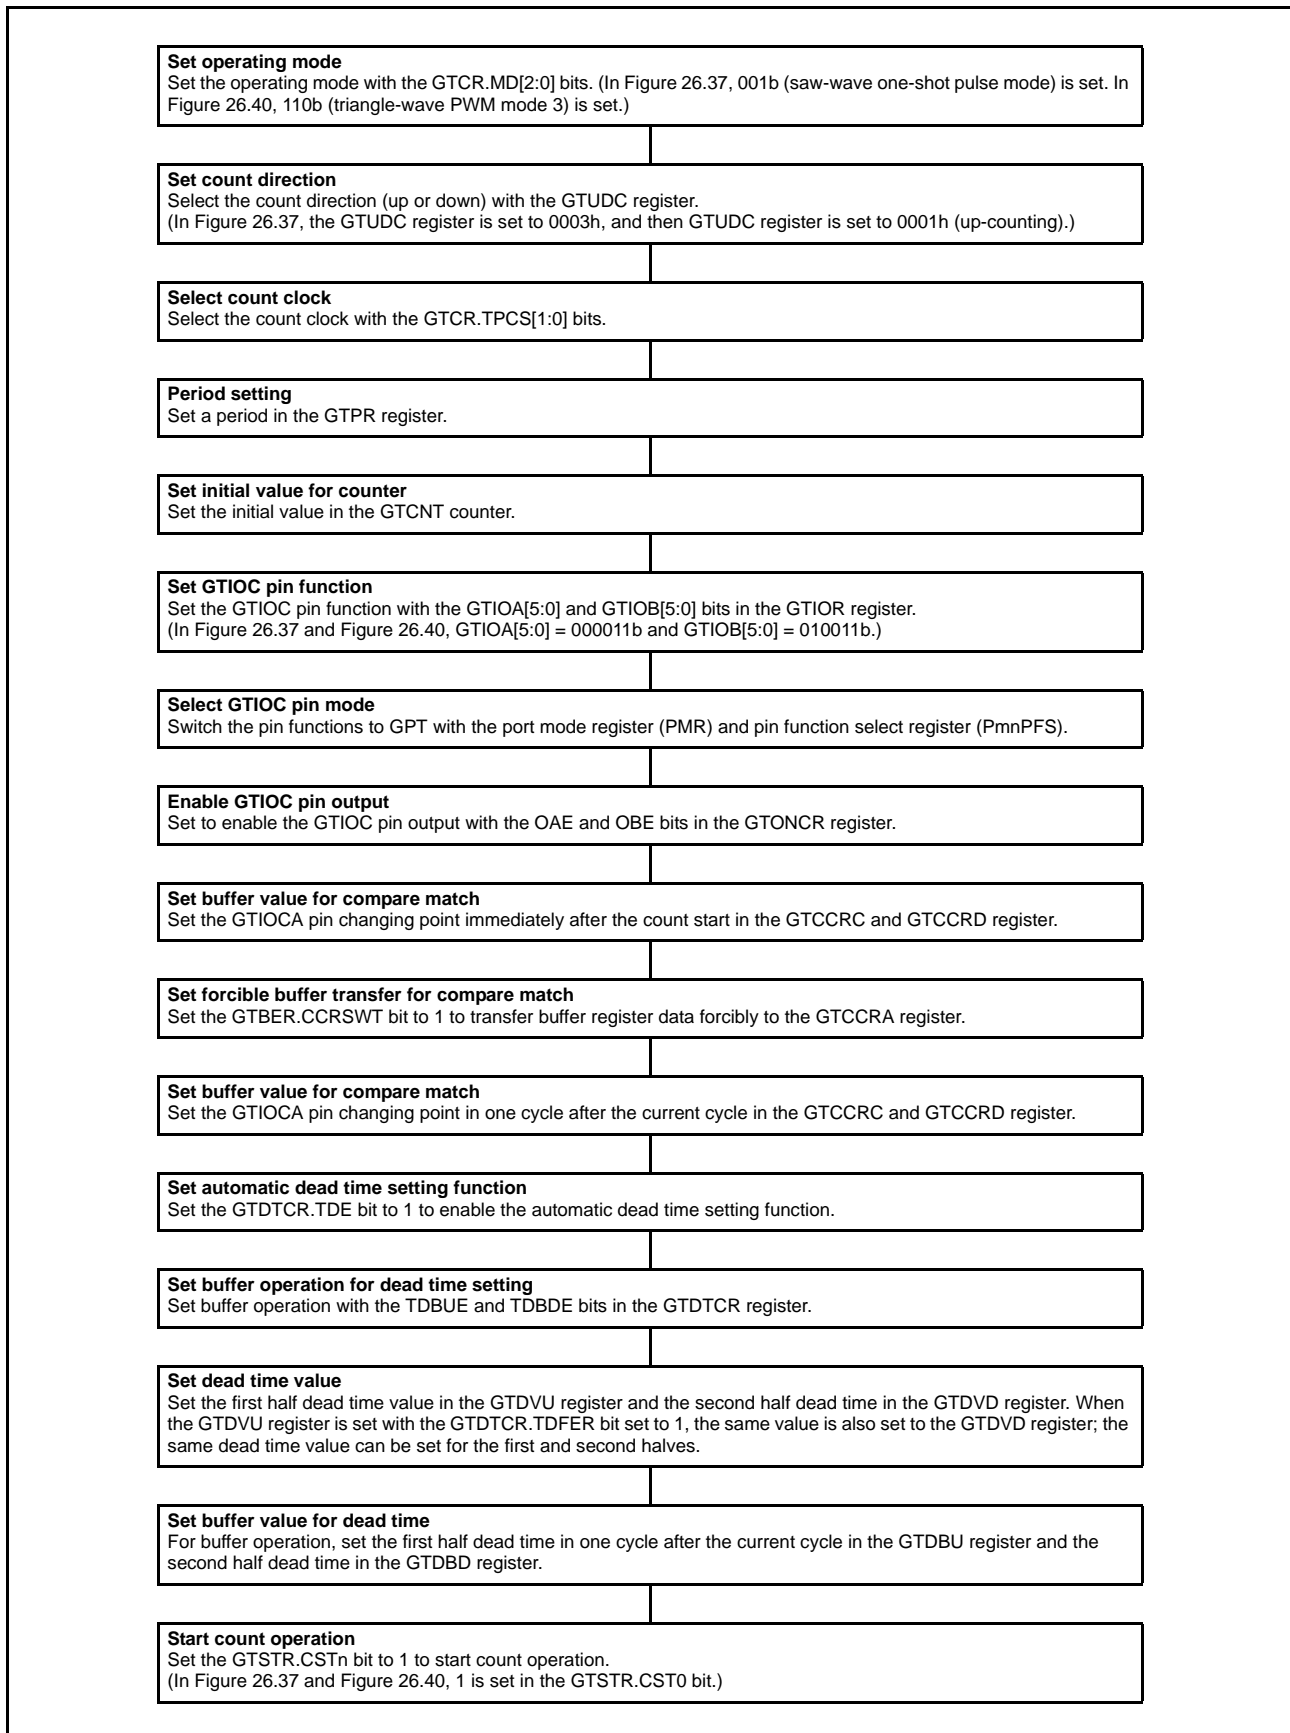 Set operating mode
Set the operating mode with the GTCR.MD[2:0] bits. (In Figure 26.37, 001b (saw-wave one-shot pulse mode) is set. In
Figure 26.40, 110b (triangle-wave PWM mode 3) is set.)
Set count direction
Select the count direction (up or down) with the GTUDC register.
(In Figure 26.37, the GTUDC register is set to 0003h, and then GTUDC register is set to 0001h (up-counting).)
Select count clock
Select the count clock with the GTCR.TPCS[1:0] bits.
Period setting
Set a period in the GTPR register.
Set initial value for counter
Set the initial value in the GTCNT counter.
Set GTIOC pin function
Set the GTIOC pin function with the GTIOA[5:0] and GTIOB[5:0] bits in the GTIOR register.
(In Figure 26.37 and Figure 26.40, GTIOA[5:0] = 000011b and GTIOB[5:0] = 010011b.)
Select GTIOC pin mode
Switch the pin functions to GPT with the port mode register (PMR) and pin function select register (PmnPFS).
Enable GTIOC pin output
Set to enable the GTIOC pin output with the OAE and OBE bits in the GTONCR register.
Set buffer value for compare match
Set the GTIOCA pin changing point immediately after the count start in the GTCCRC and GTCCRD register.
Set forcible buffer transfer for compare match
Set the GTBER.CCRSWT bit to 1 to transfer buffer register data forcibly to the GTCCRA register.
Set buffer value for compare match
Set the GTIOCA pin changing point in one cycle after the current cycle in the GTCCRC and GTCCRD register.
Set automatic dead time setting function
Set the GTDTCR.TDE bit to 1 to enable the automatic dead time setting function.
Set buffer operation for dead time setting
Set buffer operation with the TDBUE and TDBDE bits in the GTDTCR register.
Set dead time value
Set the first half dead time value in the GTDVU register and the second half dead time in the GTDVD register. When
the GTDVU register is set with the GTDTCR.TDFER bit set to 1, the same value is also set to the GTDVD register; the
same dead time value can be set for the first and second halves.
Set buffer value for dead time
For buffer operation, set the first half dead time in one cycle after the current cycle in the GTDBU register and the
second half dead time in the GTDBD register.
Start count operation
Set the GTSTR.CSTn bit to 1 to start count operation.
(In Figure 26.37 and Figure 26.40, 1 is set in the GTSTR.CST0 bit.)